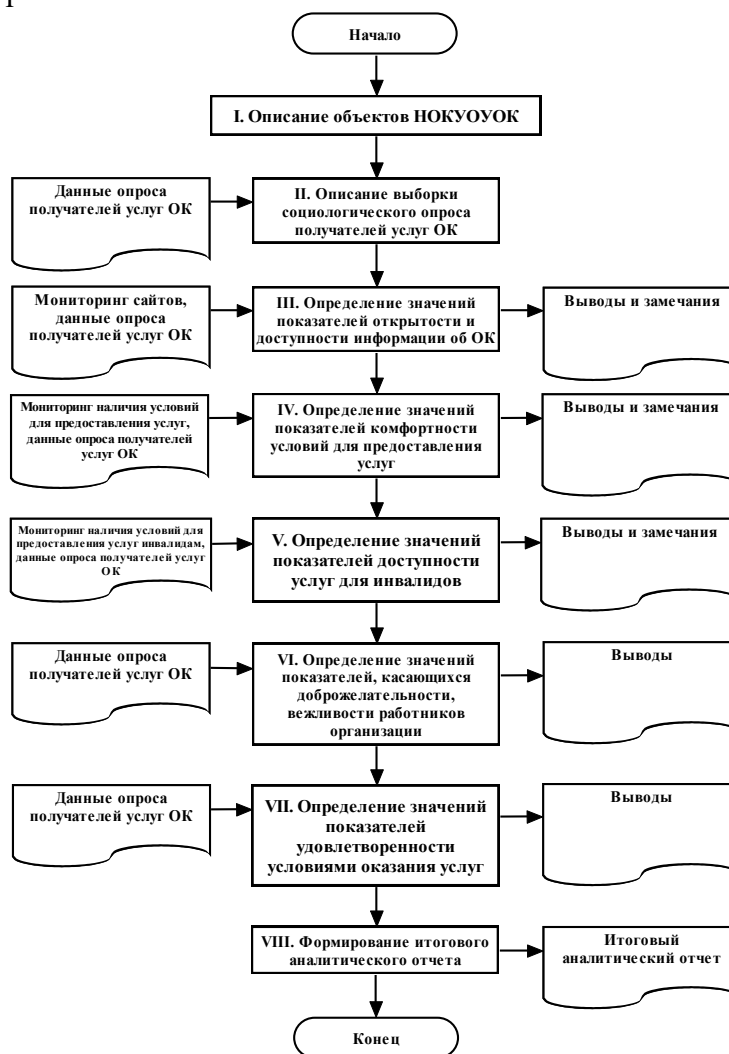 Начало
I. Описание объектов НОКУОУОК
Данные опроса
получателей услуг ОК
II. Описание выборки
социологического опроса
получателей услуг ОК
Мониторинг сайтов,
данные опроса
получателей услуг ОК
III. Определение значений
показателей открытости и
доступности информации об ОК
Выводы и замечания
Мониторинг наличия условий
для предоставления услуг,
данные опроса получателей
услуг ОК
IV. Определение значений
показателей комфортности
условий для предоставления
услуг
Выводы и замечания
Мониторинг наличия условий для
предоставления услуг инвалидам,
данные опроса получателей услуг
ОК
V. Определение значений
показателей доступности
услуг для инвалидов
Выводы и замечания
Данные опроса
получателей услуг ОК
VI. Определение значений
показателей, касающихся
доброжелательности,
вежливости работников
организации
Выводы
Данные опроса
получателей услуг ОК
VII. Определение значений
показателей
удовлетворенности
условиями оказания услуг
Выводы
VIII. Формирование итогового
аналитического отчета
Итоговый
аналитический отчет
Конец